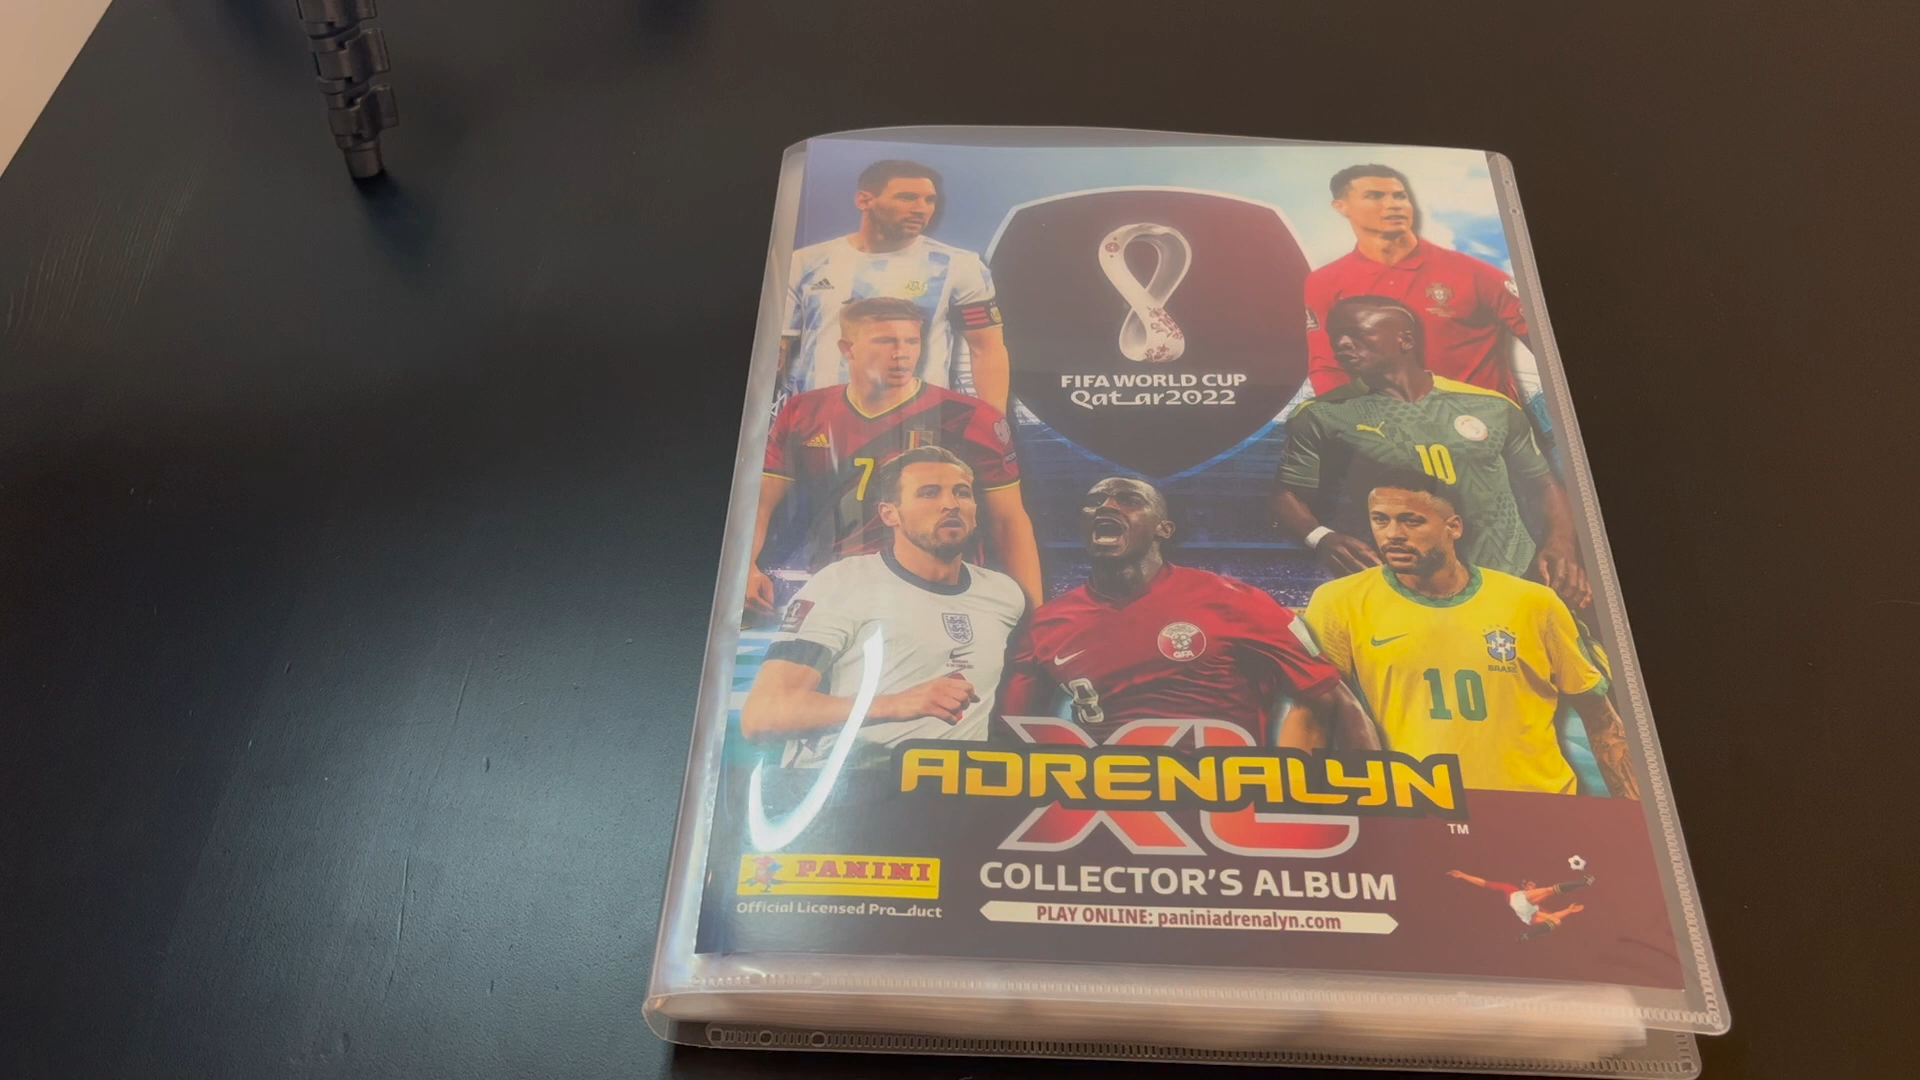 FIFA WORLD CUP
Qatar2022
7
10
10
QFA
BRASIL
ADRENALYN
XL
TM
COLLECTOR'S ALBUM
PLAY ONLINE: paniniadrenalyn.com
PANINI
Official Licensed Product